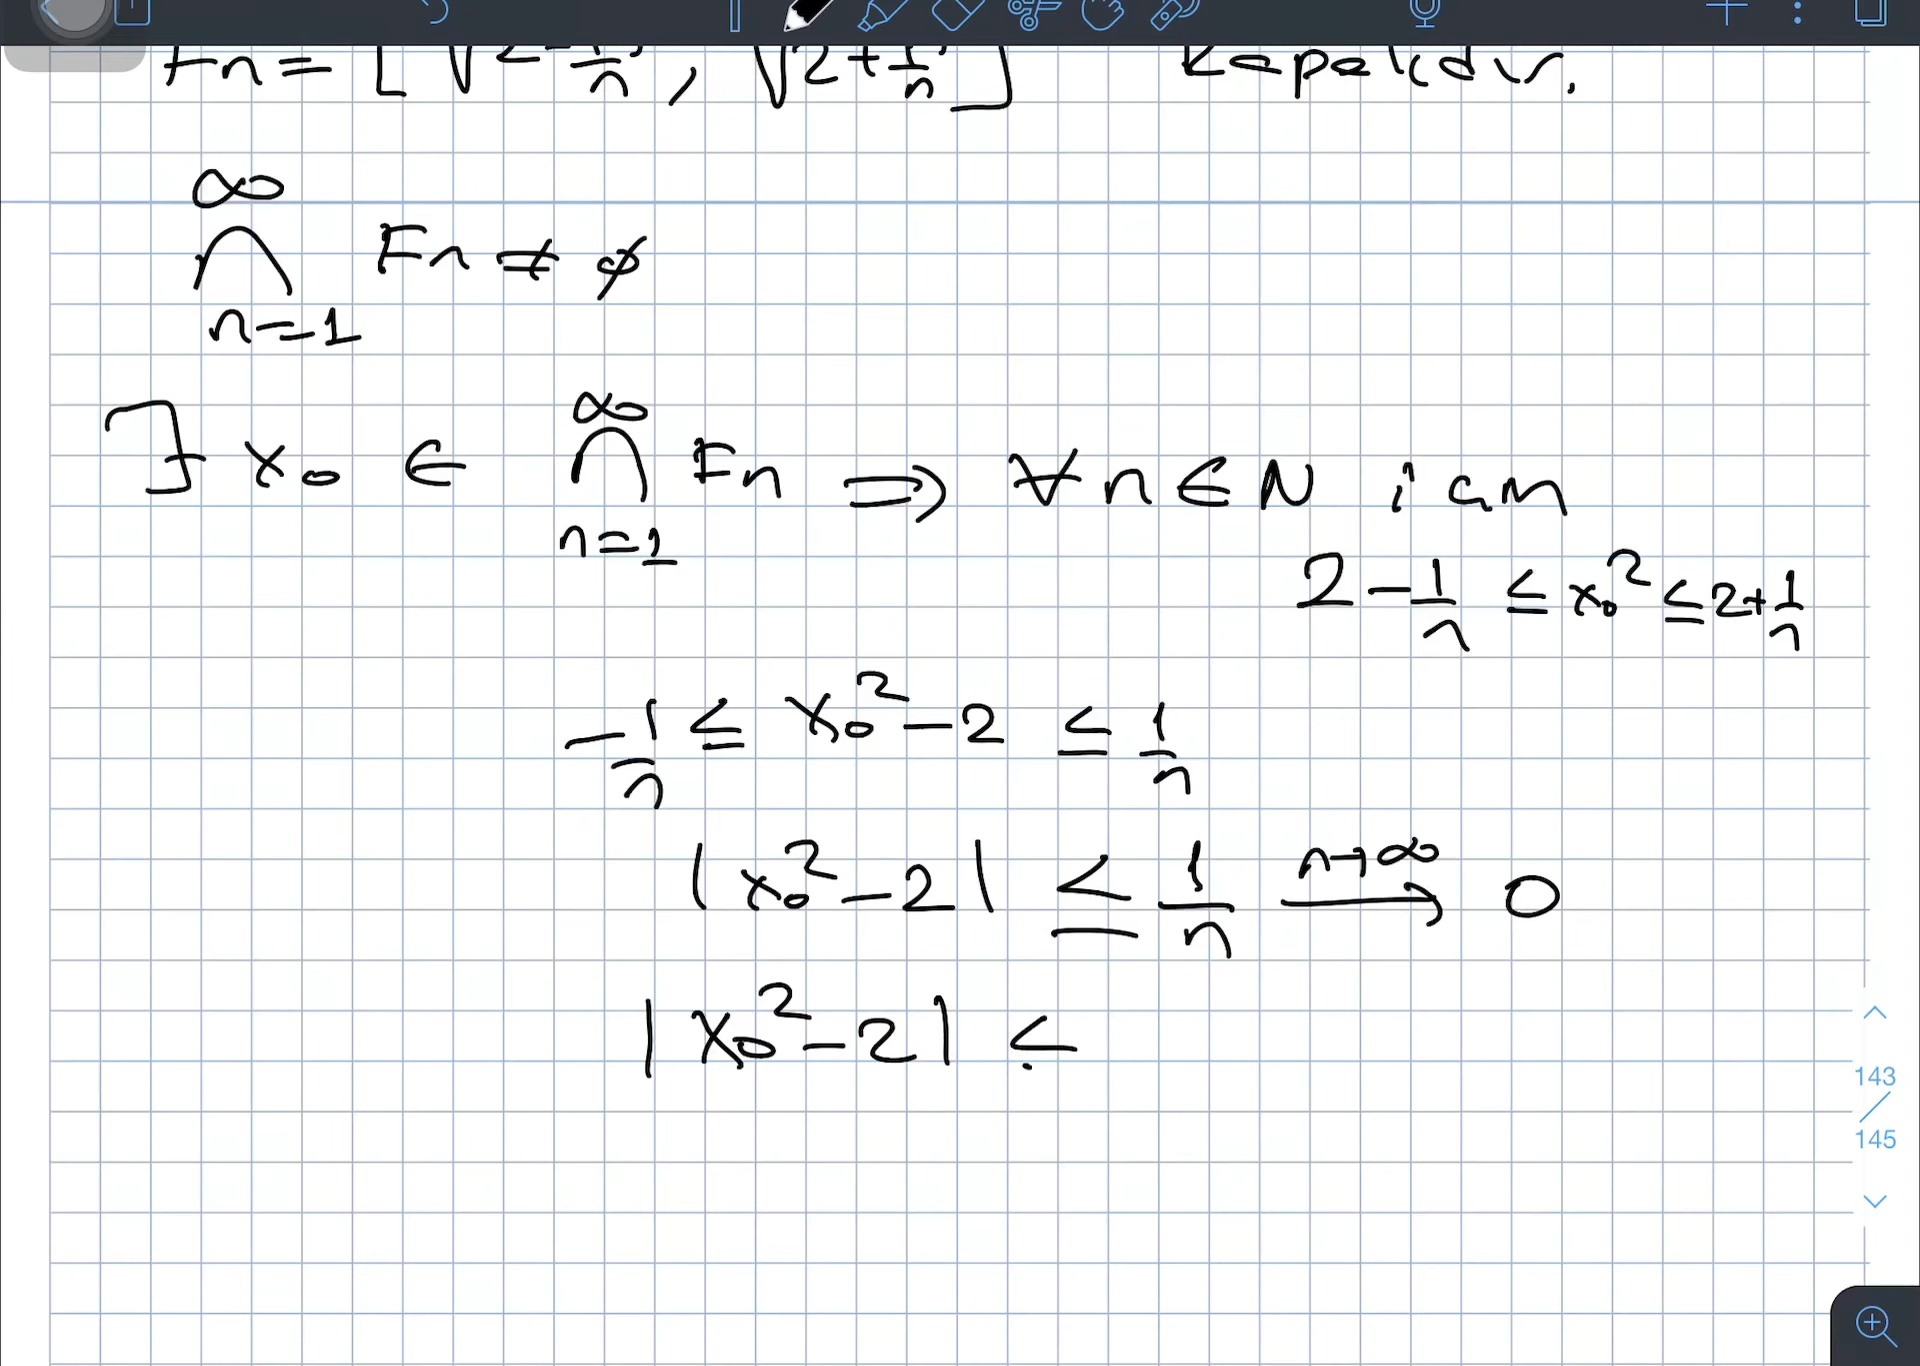 Fn = [√2-1/n, √2+1/n] kapalıdır.
∞
∩ Fn ≠ ∅
n=1
∃ x₀ ∈ ∞∩n=1 Fn ⇒ ∀n∈N için
2 - 1/n ≤ x₀² ≤ 2 + 1/n
-1/n ≤ x₀² - 2 ≤ 1/n
|x₀² - 2| ≤ 1/n n→∞ → 0
|x₀² - 2| ≤
143
/
145